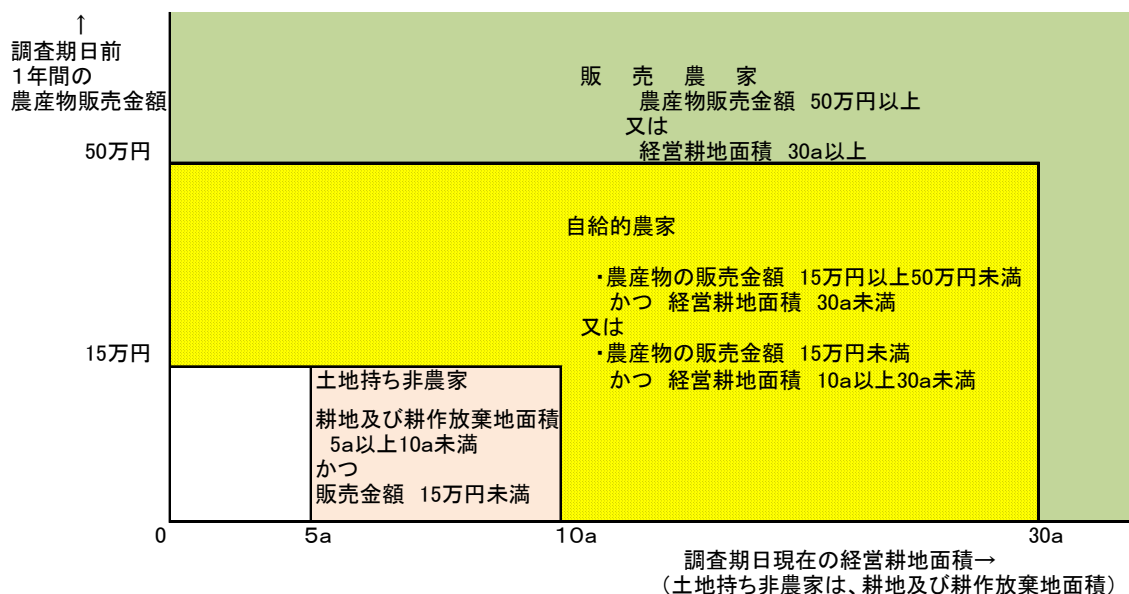 ↑
調査期日前
1年間の
農産物販売金額
販　売　農　家
農産物販売金額 50万円以上
又は
経営耕地面積 30a以上
50万円
自給的農家
・農産物の販売金額 15万円以上50万円未満
かつ 経営耕地面積 30a未満
又は
・農産物の販売金額 15万円未満
かつ 経営耕地面積 10a以上30a未満
15万円
土地持ち非農家
耕地及び耕作放棄地面積
5a以上10a未満
かつ
販売金額 15万円未満
0 5a 10a 30a
調査期日現在の経営耕地面積→
（土地持ち非農家は、耕地及び耕作放棄地面積）